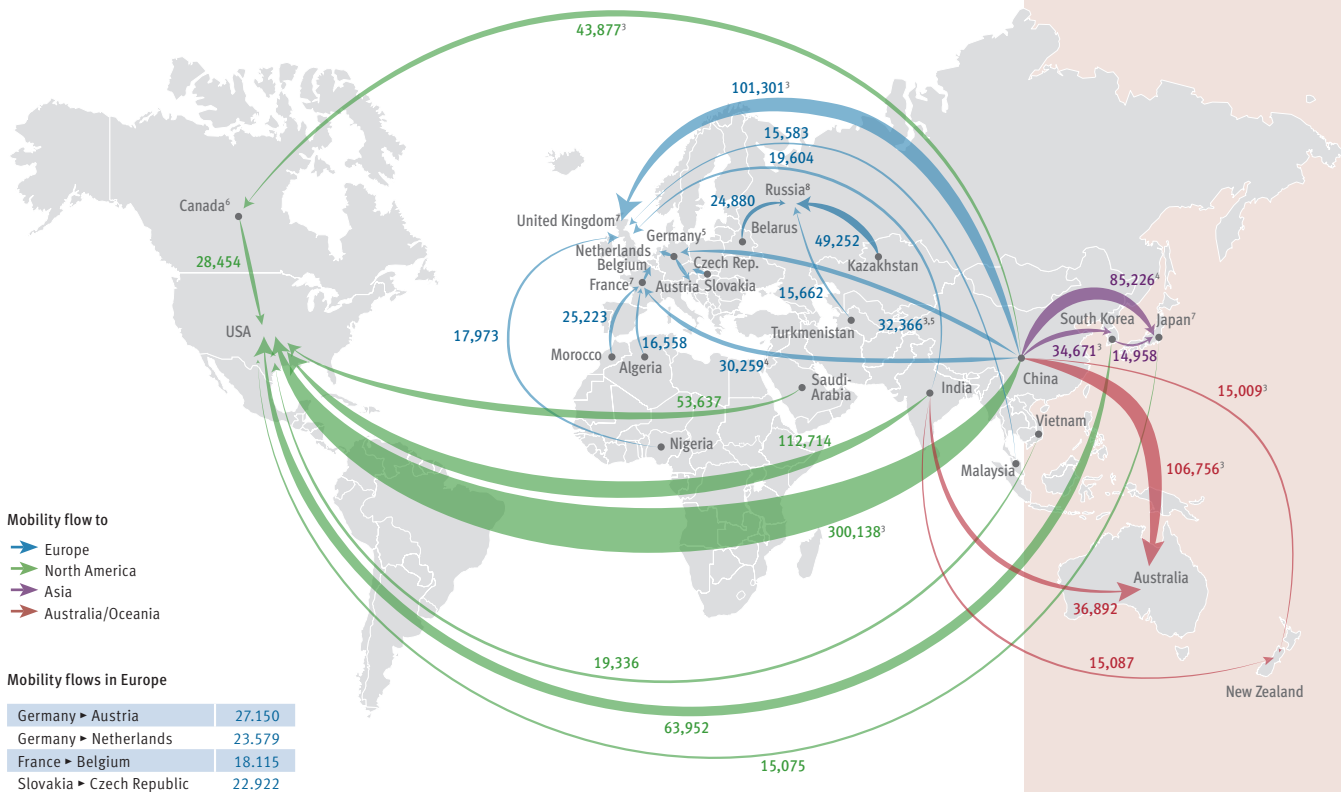 43,877³
101,301³
15,583
19,604
Russia⁸
24,880
Canada⁶
United Kingdom⁷
Belarus
Germany⁵
49,252
Netherlands
Belgium
Czech Rep.
Kazakhstan
28,454
France⁷
Austria
Slovakia
85,226⁴
15,662
25,223
South Korea
Japan⁷
USA
17,973
Turkmenistan
32,366³,⁵
16,558
34,671³
14,958
Morocco
Algeria
30,259⁴
China
Saudi-
Arabia
India
15,009³
53,637
Vietnam
112,714
Nigeria
Malaysia
106,756³
300,138³
Mobility flow to
Europe
North America
Asia
Australia/Oceania
Australia
36,892
19,336
15,087
New Zealand
63,952
15,075
Mobility flows in Europe
Germany ► Austria 27.150
Germany ► Netherlands 23.579
France ► Belgium 18.115
Slovakia ► Czech Republic 22.922